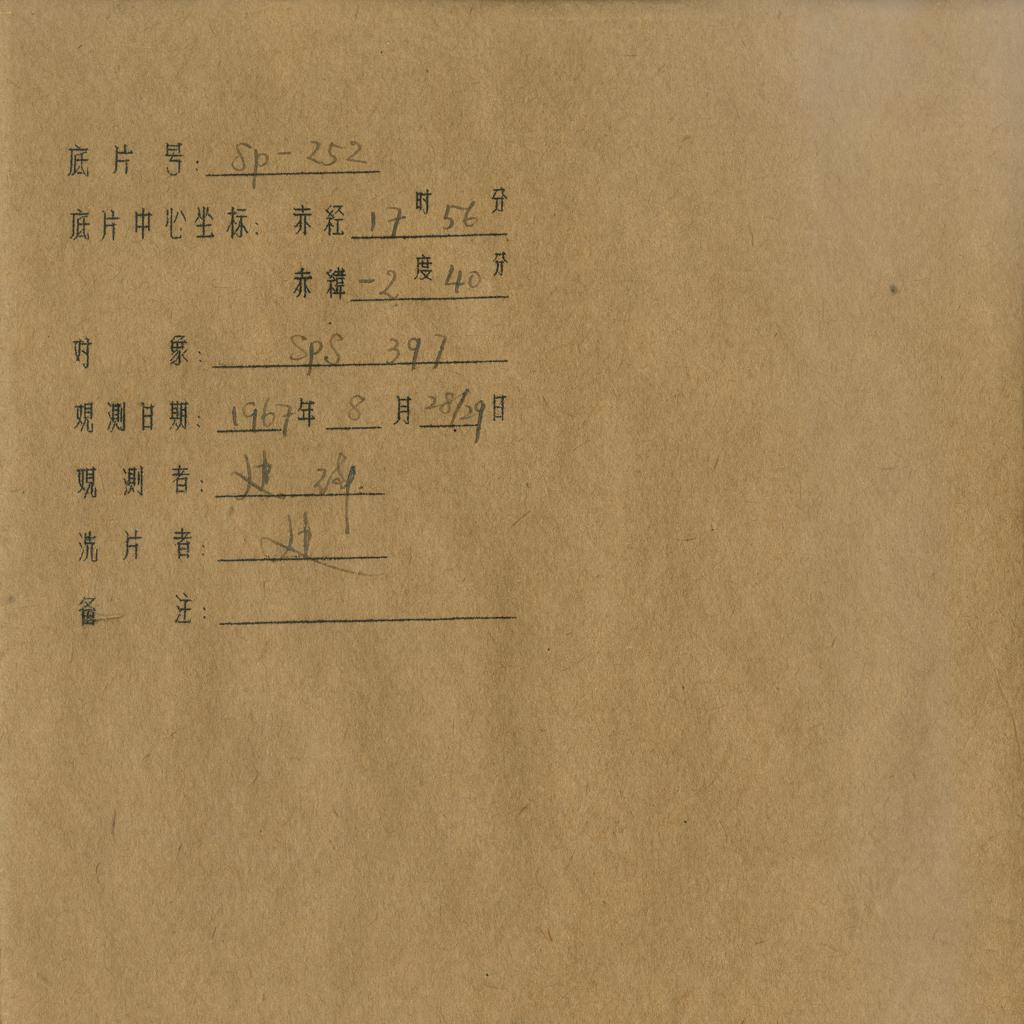 底片号: Sp-252
底片中心坐标: 赤经 17时 56分
赤緯 -2度 40分
对象: SpS 397
观测日期: 1967年 8月 28/29日
观测者: 
洗片者: 
备注: